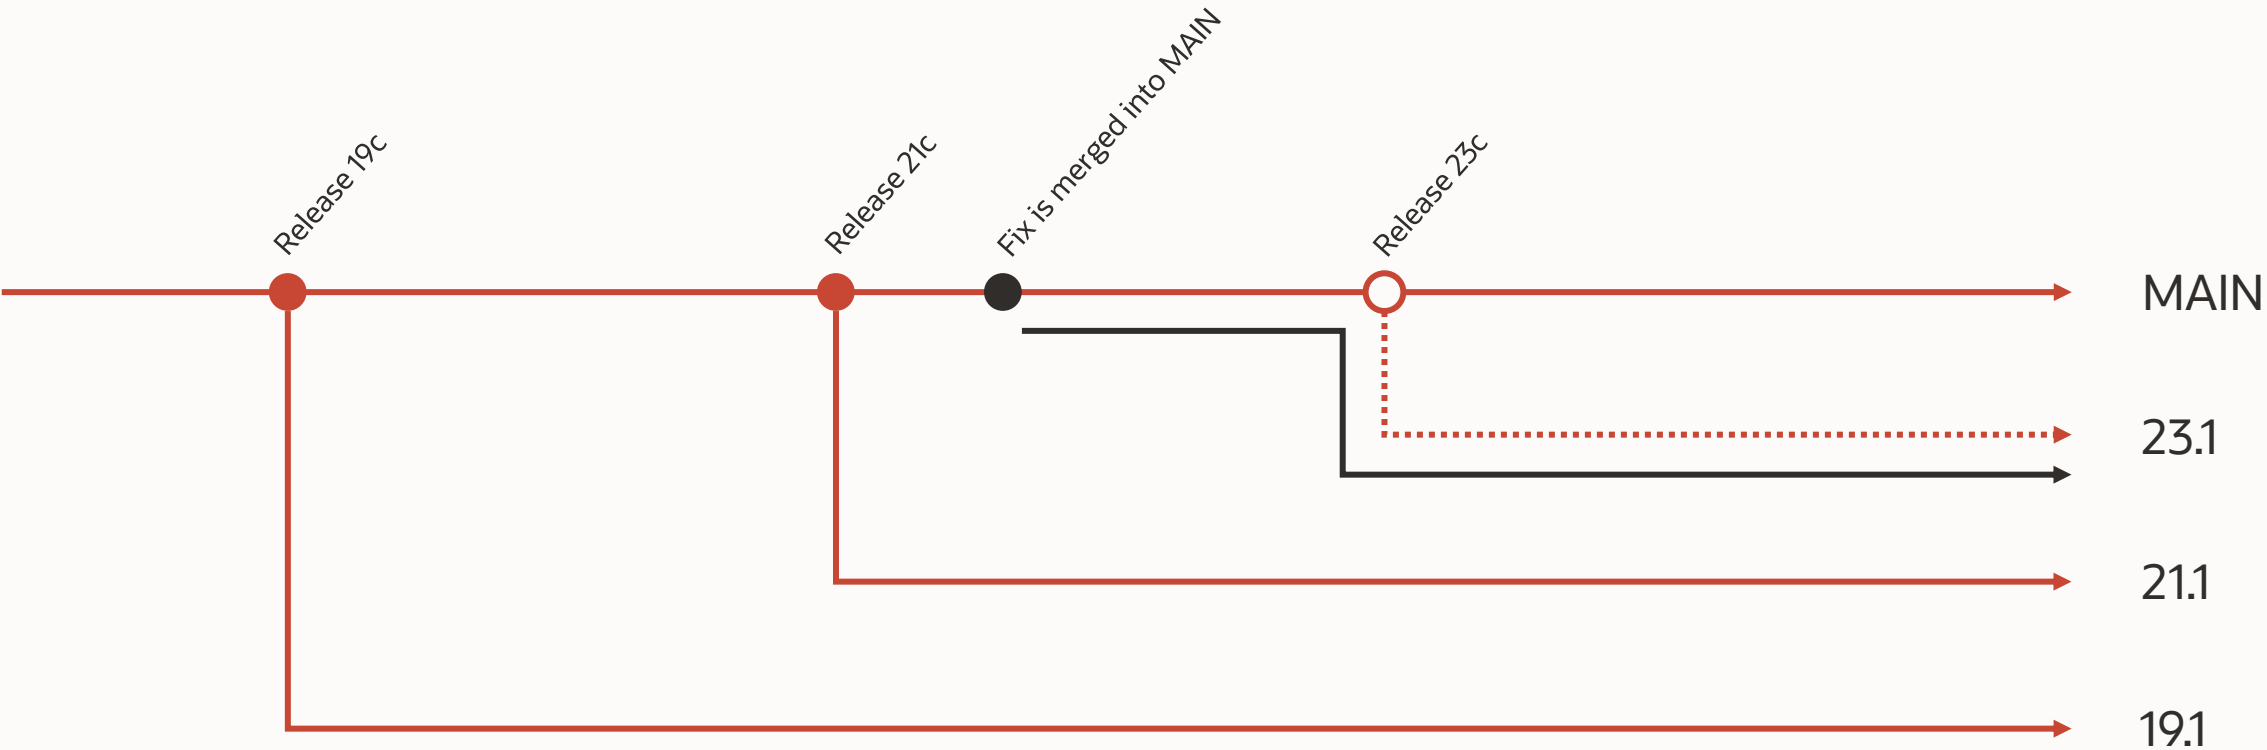 Release 19c
Release 21c
Fix is merged into MAIN
Release 23c
MAIN
23.1
21.1
19.1